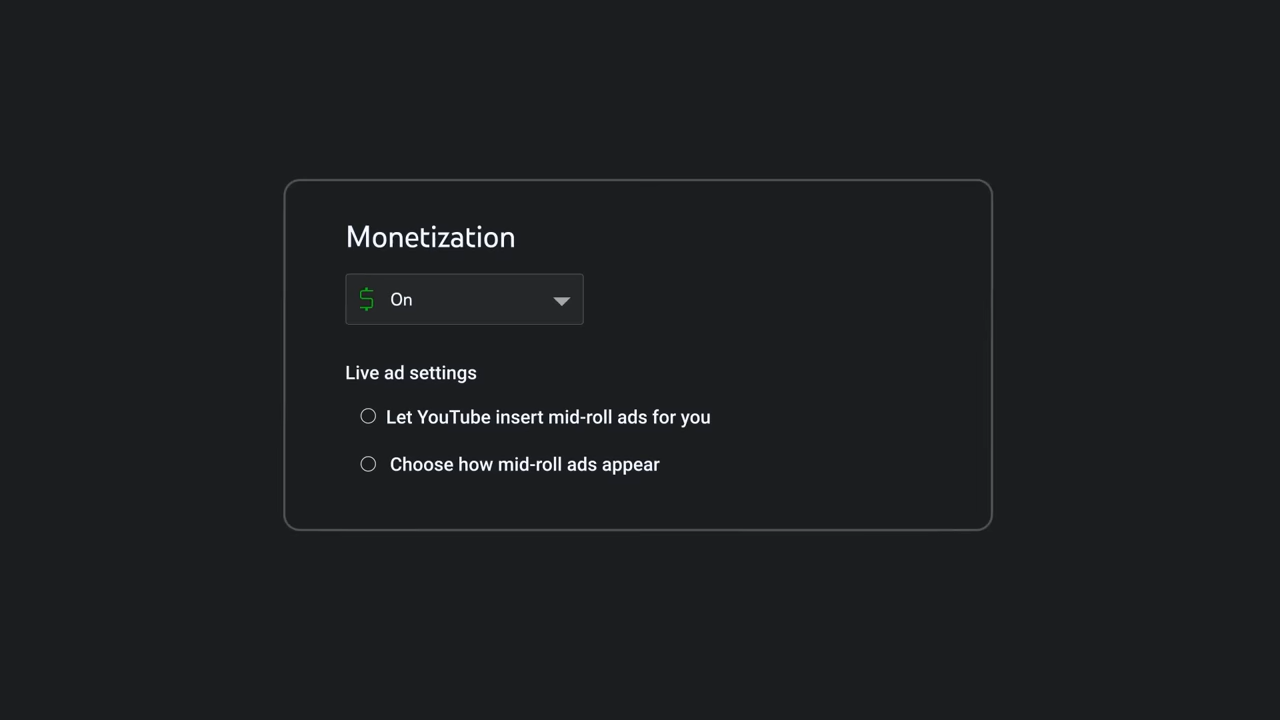 Monetization
$ On
Live ad settings
Let YouTube insert mid-roll ads for you
Choose how mid-roll ads appear